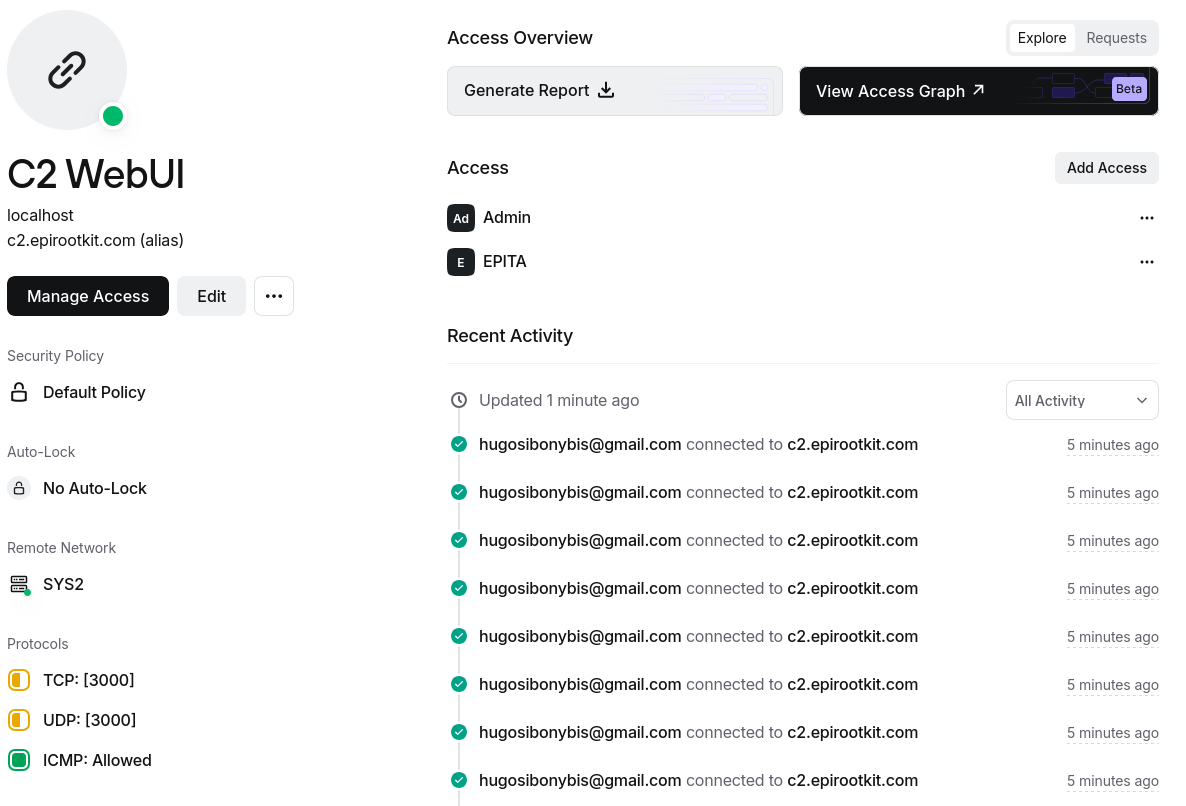 C2 WebUI
localhost
c2.epirootkit.com (alias)
Manage Access
Edit
Security Policy
Default Policy
Auto-Lock
No Auto-Lock
Remote Network
SYS2
Protocols
TCP: [3000]
UDP: [3000]
ICMP: Allowed
Access Overview
Explore
Requests
Generate Report
View Access Graph
Beta
Access
Add Access
Ad Admin
E EPITA
Recent Activity
Updated 1 minute ago
All Activity
hugosibonybis@gmail.com connected to c2.epirootkit.com 5 minutes ago
hugosibonybis@gmail.com connected to c2.epirootkit.com 5 minutes ago
hugosibonybis@gmail.com connected to c2.epirootkit.com 5 minutes ago
hugosibonybis@gmail.com connected to c2.epirootkit.com 5 minutes ago
hugosibonybis@gmail.com connected to c2.epirootkit.com 5 minutes ago
hugosibonybis@gmail.com connected to c2.epirootkit.com 5 minutes ago
hugosibonybis@gmail.com connected to c2.epirootkit.com 5 minutes ago
hugosibonybis@gmail.com connected to c2.epirootkit.com 5 minutes ago